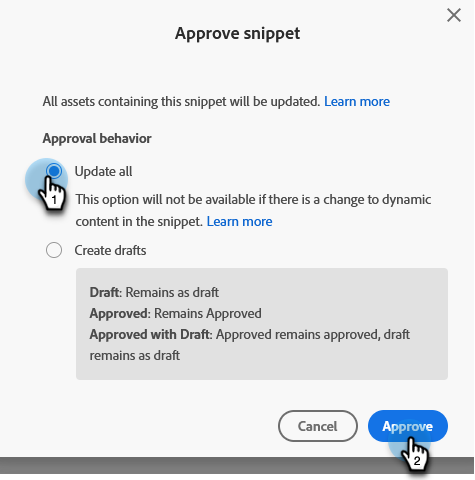 Approve snippet
All assets containing this snippet will be updated. Learn more
Approval behavior
Update all
1
This option will not be available if there is a change to dynamic
content in the snippet. Learn more
Create drafts
Draft: Remains as draft
Approved: Remains Approved
Approved with Draft: Approved remains approved, draft
remains as draft
Cancel
Approve
2